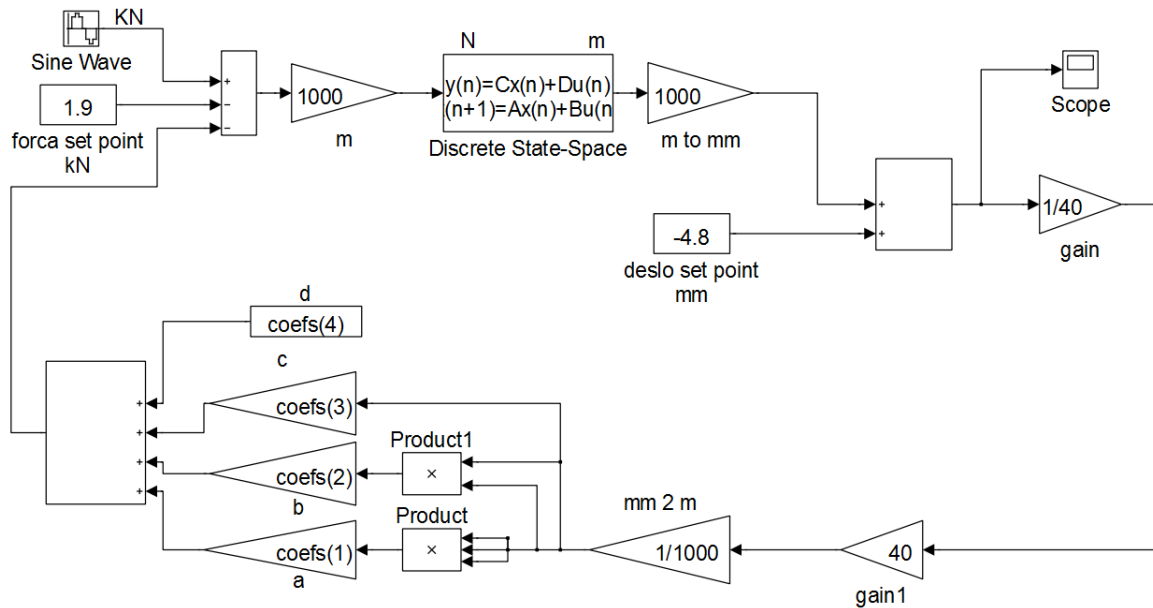 KN
Sine Wave
+
−
−
1.9
forca set point
kN
1000
m
N
m
y(n)=Cx(n)+Du(n)
(n+1)=Ax(n)+Bu(n
Discrete State-Space
1000
m to mm
Scope
+
+
-4.8
deslo set point
mm
1/40
gain
d
coefs(4)
c
coefs(3)
+
+
+
+
Product1
coefs(2)
×
b
Product
coefs(1)
×
a
mm 2 m
1/1000
40
gain1